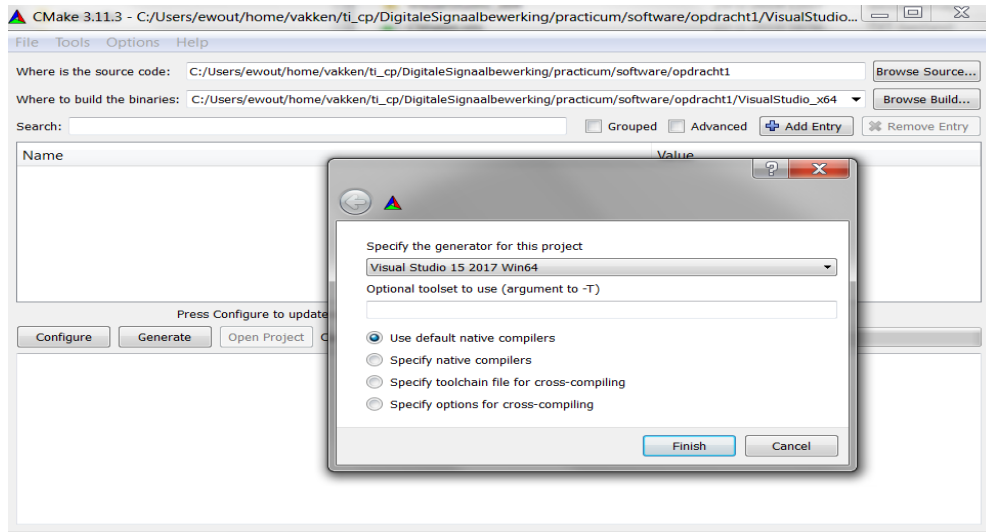 CMake 3.11.3 - C:/Users/ewout/home/vakken/ti_cp/DigitaleSignaalbewerking/practicum/software/opdracht1/VisualStudio...
File Tools Options Help
Where is the source code: C:/Users/ewout/home/vakken/ti_cp/DigitaleSignaalbewerking/practicum/software/opdracht1 Browse Source...
Where to build the binaries: C:/Users/ewout/home/vakken/ti_cp/DigitaleSignaalbewerking/practicum/software/opdracht1/VisualStudio_x64 Browse Build...
Search: Grouped Advanced Add Entry Remove Entry
Name Value
Specify the generator for this project
Visual Studio 15 2017 Win64
Optional toolset to use (argument to -T)
Use default native compilers
Specify native compilers
Specify toolchain file for cross-compiling
Specify options for cross-compiling
Finish Cancel
Press Configure to update
Configure Generate Open Project